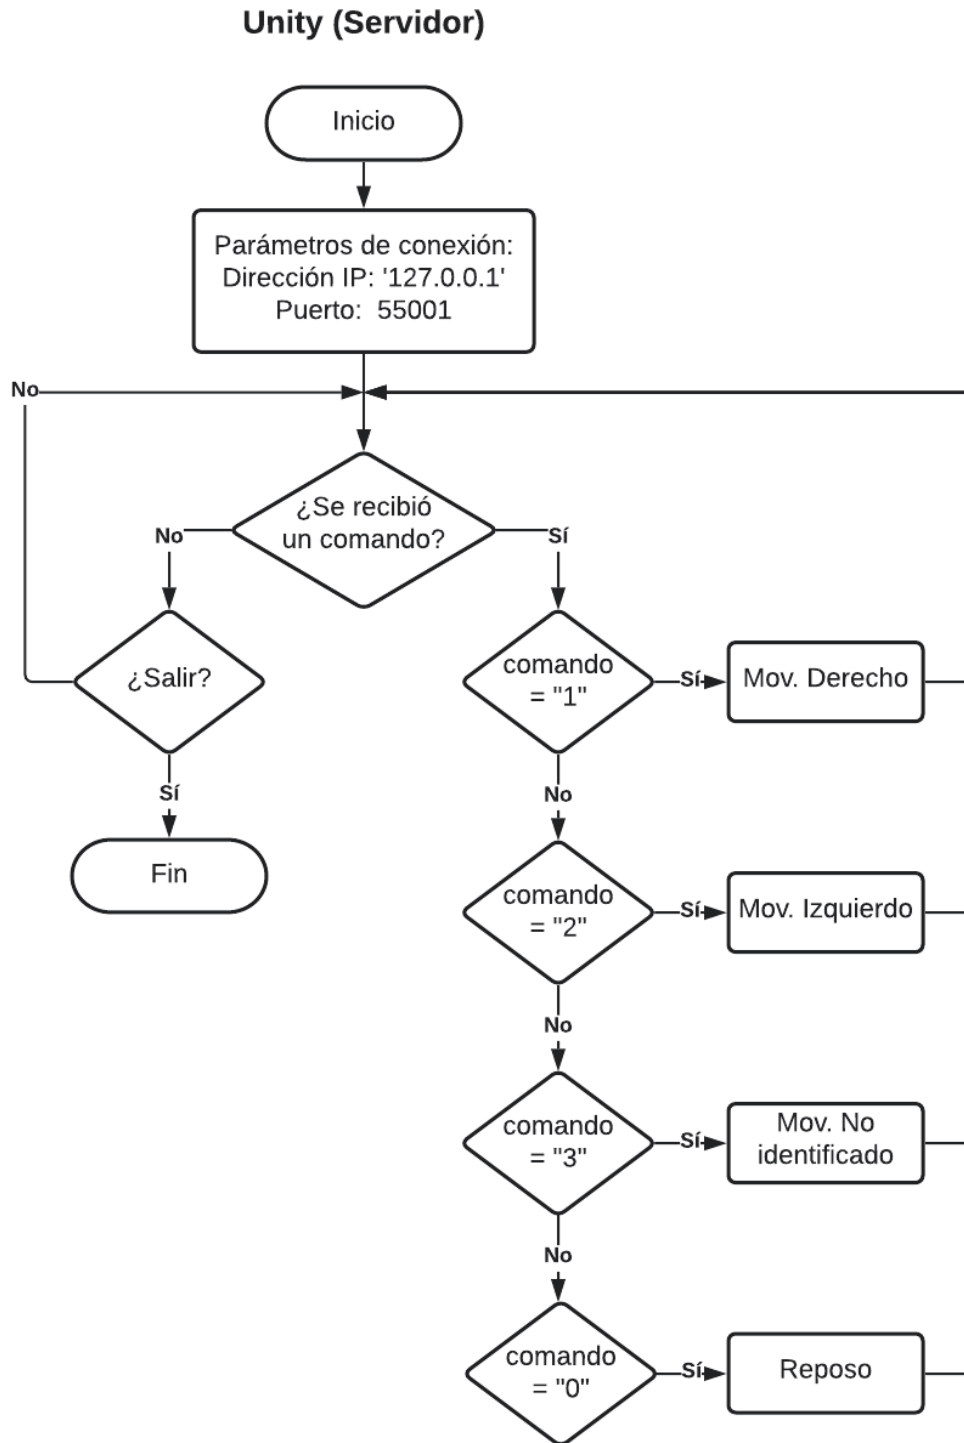 Unity (Servidor)
Inicio
Parámetros de conexión:
Dirección IP: '127.0.0.1'
Puerto:  55001
No
¿Se recibió
un comando?
No
Sí
¿Salir?
comando
= "1"
Sí
Mov. Derecho
Sí
No
Fin
comando
= "2"
Sí
Mov. Izquierdo
No
comando
= "3"
Sí
Mov. No
identificado
No
comando
= "0"
Sí
Reposo